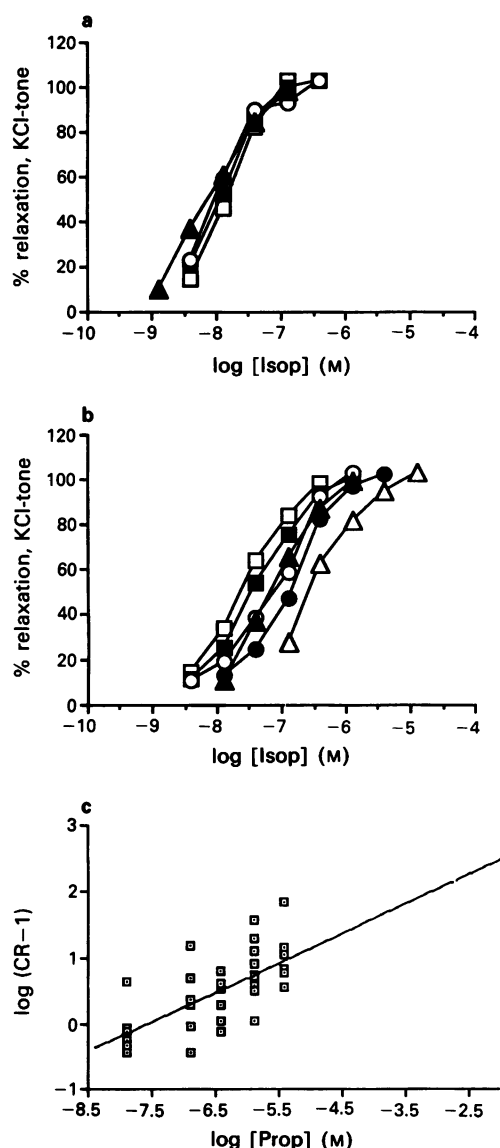 a
120
100
80
60
40
20
0
% relaxation, KCl-tone
-10 -9 -8 -7 -6 -5 -4
log [Isop] (M)
b
120
100
80
60
40
20
0
% relaxation, KCl-tone
-10 -9 -8 -7 -6 -5 -4
log [Isop] (M)
c
3
2
1
0
-1
log (CR-1)
-8.5 -7.5 -6.5 -5.5 -4.5 -3.5 -2.5
log [Prop] (M)